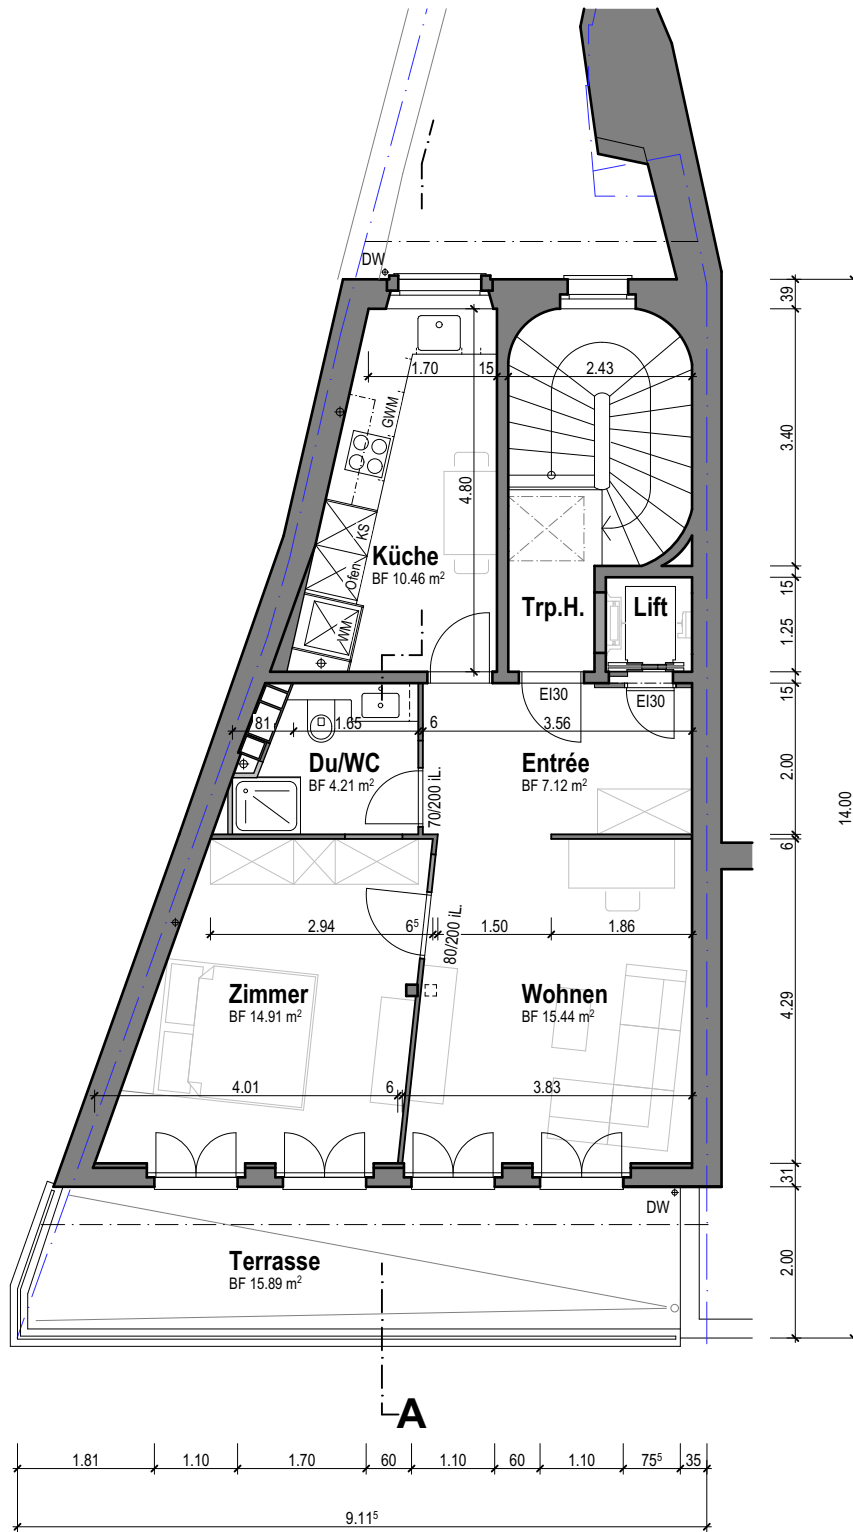 DW
39
1.70
15
2.43
GWM
3.40
4.80
KS
Küche
BF 10.46 m²
Ofen
15
Trp.H.
Lift
WM
1.25
EI30
EI30
15
81
1.65
6
3.56
Du/WC
BF 4.21 m²
Entrée
BF 7.12 m²
2.00
70/200 iL.
14.00
6
2.94
6⁵
1.50
1.86
80/200 iL.
Zimmer
BF 14.91 m²
Wohnen
BF 15.44 m²
4.29
4.01
6
3.83
31
DW
Terrasse
BF 15.89 m²
2.00
A
1.81
1.10
1.70
60
1.10
60
1.10
75⁵
35
9.11⁵